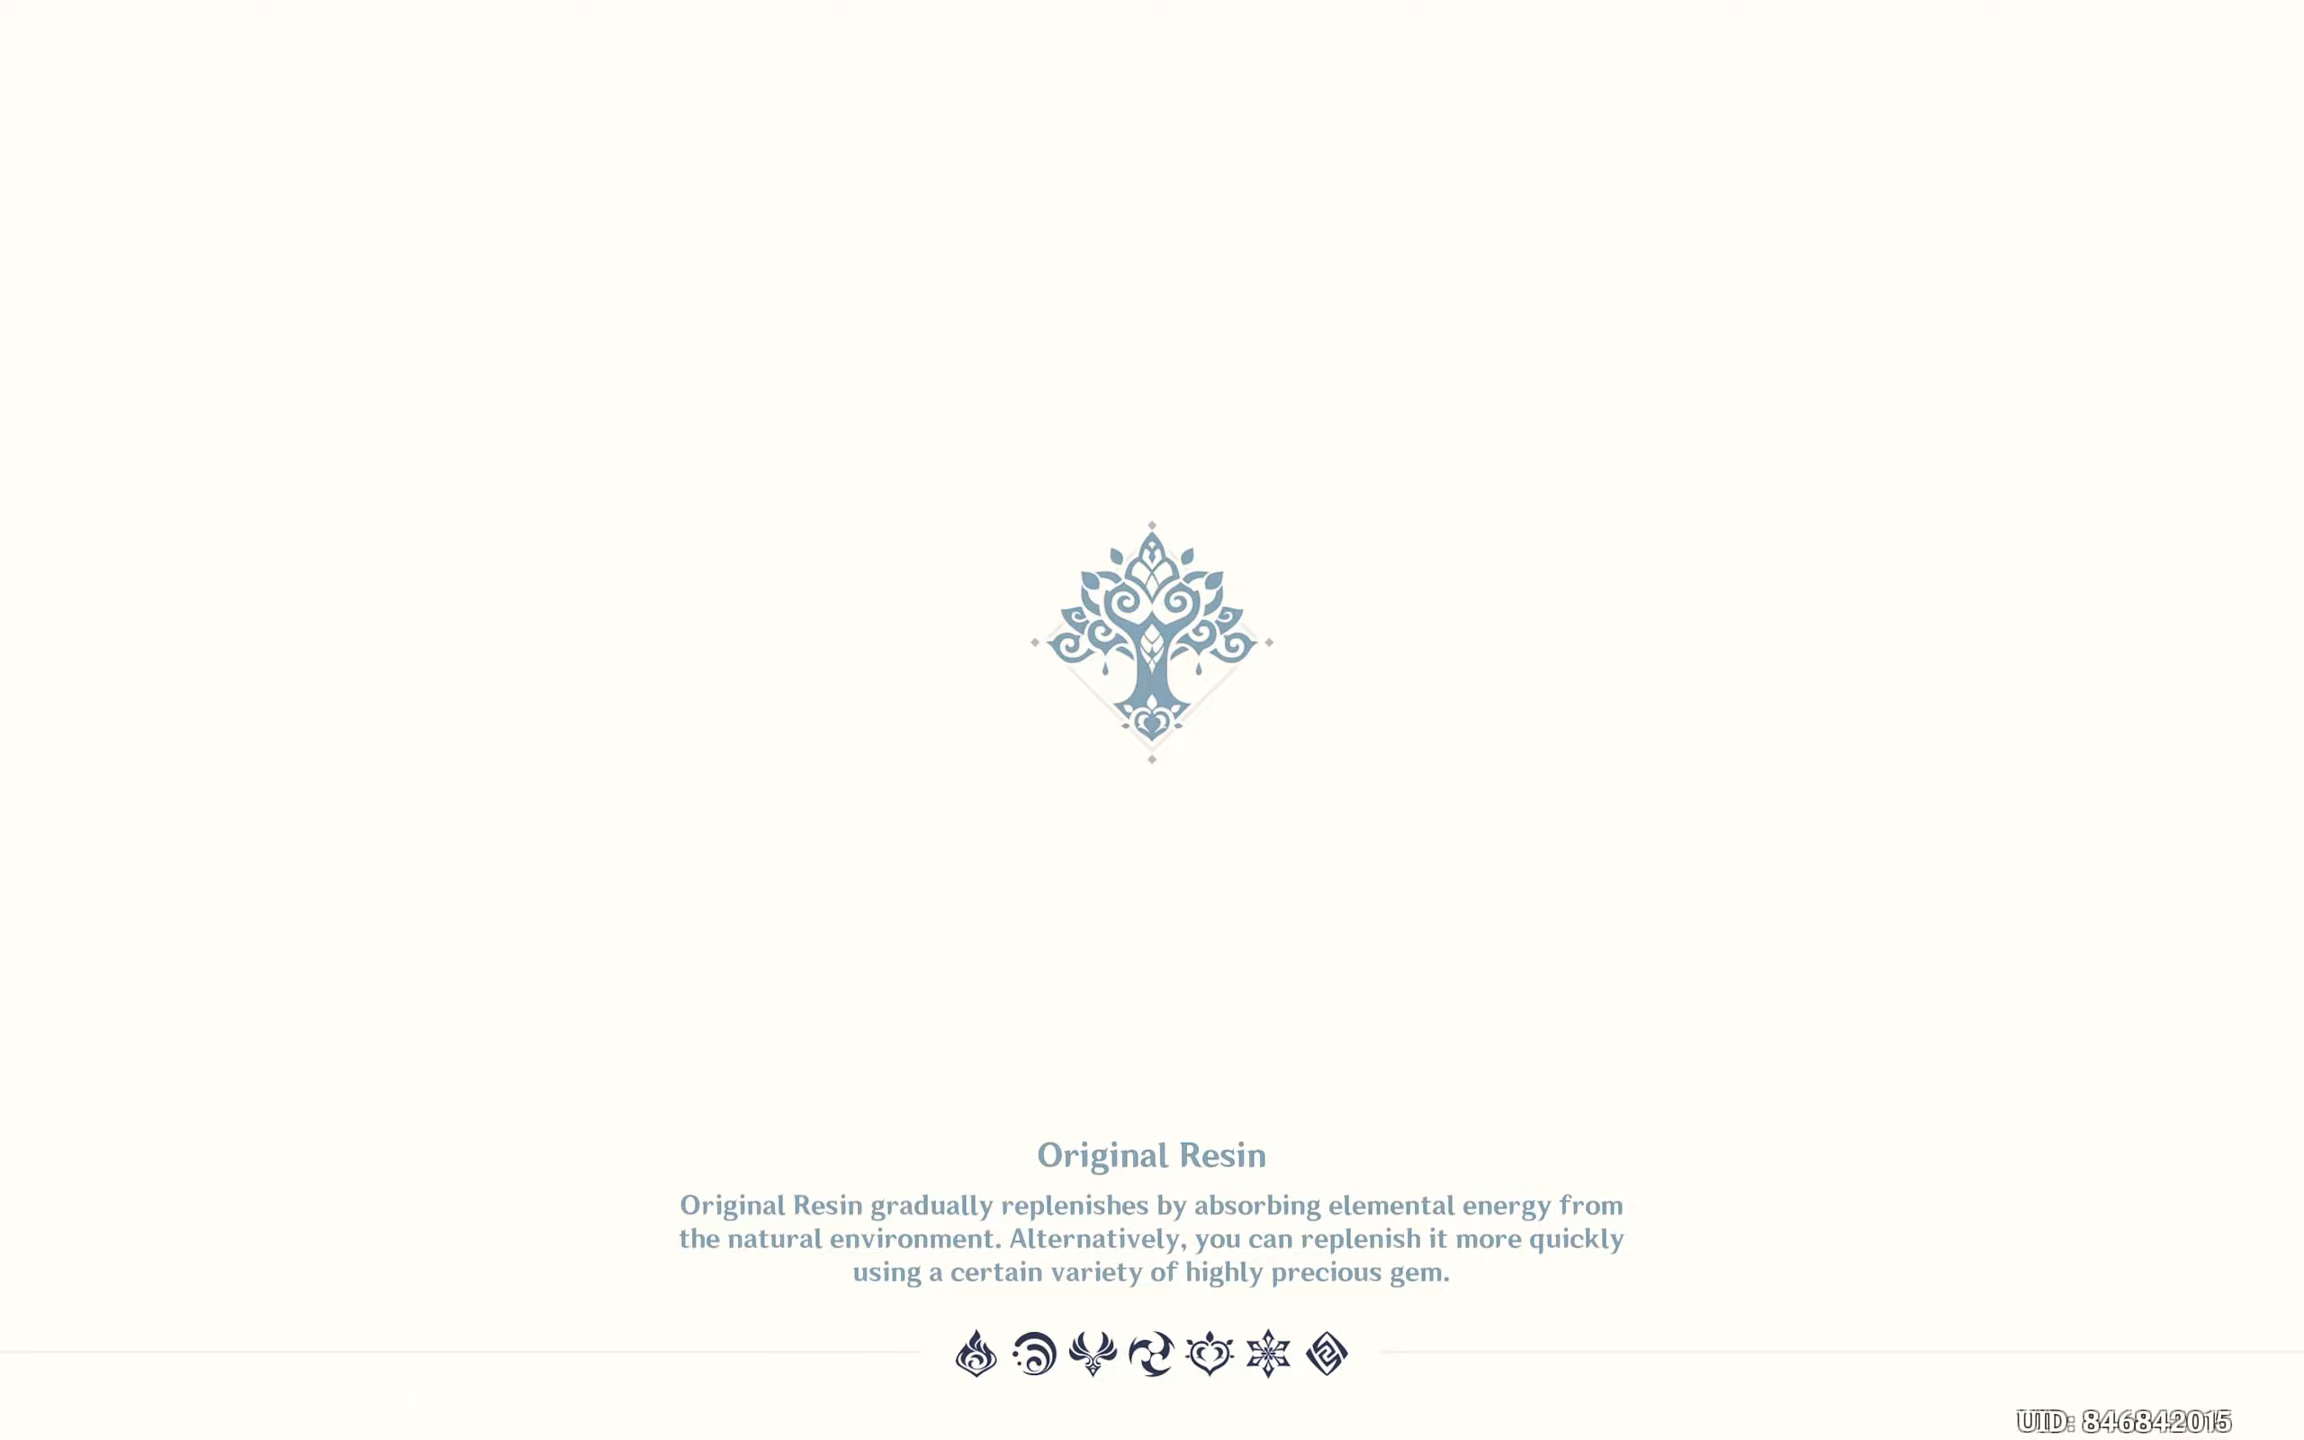 Original Resin
Original Resin gradually replenishes by absorbing elemental energy from
the natural environment. Alternatively, you can replenish it more quickly
using a certain variety of highly precious gem.
UID: 846842015